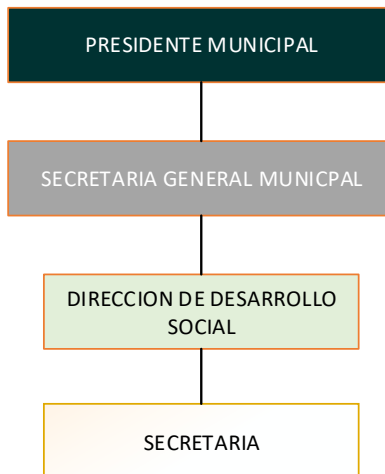 PRESIDENTE MUNICIPAL
SECRETARIA GENERAL MUNICPAL
DIRECCION DE DESARROLLO
SOCIAL
SECRETARIA